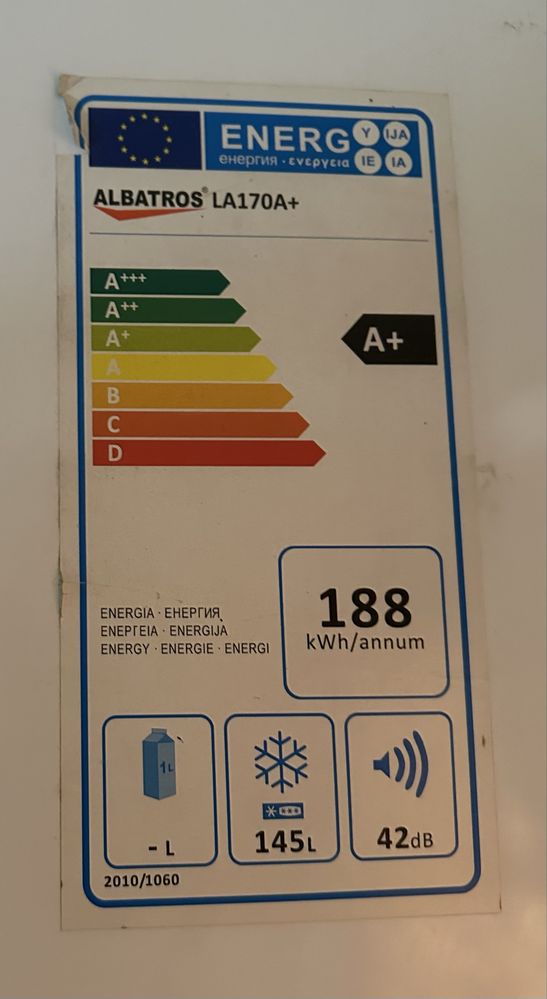 ENERG Y IJA
енергия · ενεργεια IE IA
ALBATROS® LA170A+
A+++
A++
A+
A+
A
B
C
D
188
kWh/annum
ENERGIA · ЕНЕРГИЯ
ΕΝΕΡΓΕΙΑ · ENERGIJA
ENERGY · ENERGIE · ENERGI
1L
- L
145L
42dB
2010/1060